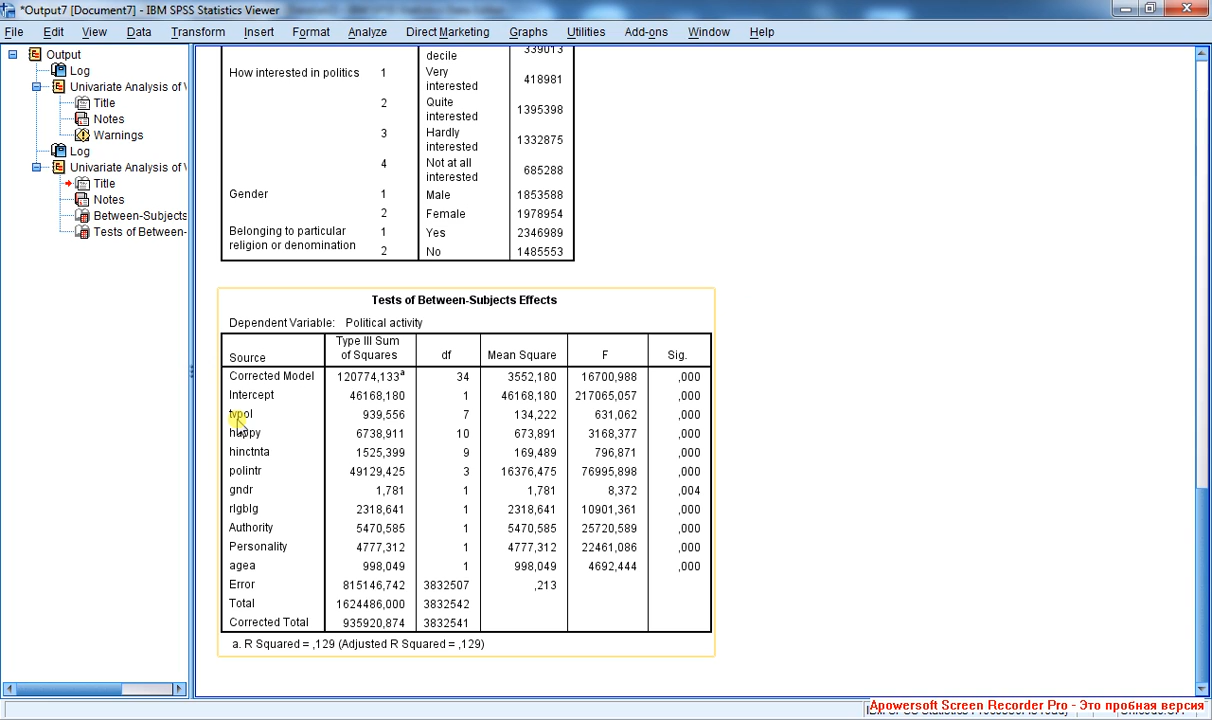 *Output7 [Document7] - IBM SPSS Statistics Viewer
File Edit View Data Transform Insert Format Analyze Direct Marketing Graphs Utilities Add-ons Window Help
Output
Log
Univariate Analysis of V
Title
Notes
Warnings
Log
Univariate Analysis of V
Title
Notes
Between-Subjects
Tests of Between-
decile 339013
How interested in politics 1 Very interested 418981
2 Quite interested 1395398
3 Hardly interested 1332875
4 Not at all interested 685288
Gender 1 Male 1853588
2 Female 1978954
Belonging to particular religion or denomination 1 Yes 2346989
2 No 1485553
Tests of Between-Subjects Effects
Dependent Variable: Political activity
Source Type III Sum of Squares df Mean Square F Sig.
Corrected Model 120774,133a 34 3552,180 16700,988 ,000
Intercept 46168,180 1 46168,180 217065,057 ,000
tvpol 939,556 7 134,222 631,062 ,000
happy 6738,911 10 673,891 3168,377 ,000
hinctnta 1525,399 9 169,489 796,871 ,000
polintr 49129,425 3 16376,475 76995,898 ,000
gndr 1,781 1 1,781 8,372 ,004
rlgblg 2318,641 1 2318,641 10901,361 ,000
Authority 5470,585 1 5470,585 25720,589 ,000
Personality 4777,312 1 4777,312 22461,086 ,000
agea 998,049 1 998,049 4692,444 ,000
Error 815146,742 3832507 ,213
Total 1624486,000 3832542
Corrected Total 935920,874 3832541
a. R Squared = ,129 (Adjusted R Squared = ,129)
Apowersoft Screen Recorder Pro - Это пробная версия